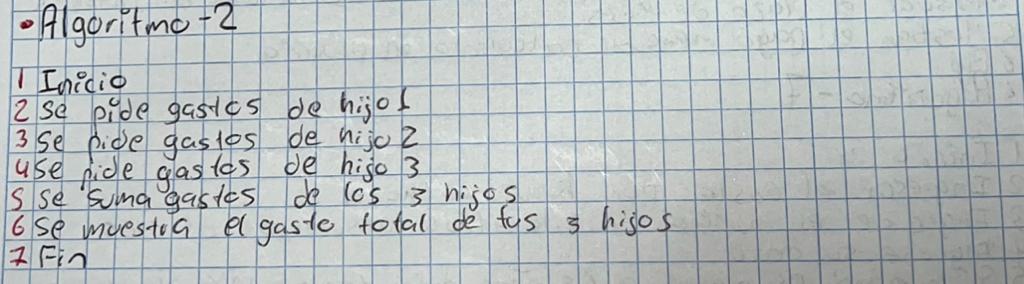 • Algoritmo - 2
1 Inicio
2 Se pide gastos de hijo 1
3 Se pide gastos de hijo 2
4 Se pide gastos de hijo 3
5 Se suma gastos de los 3 hijos
6 Se muestra el gasto total de tus 3 hijos
7 Fin